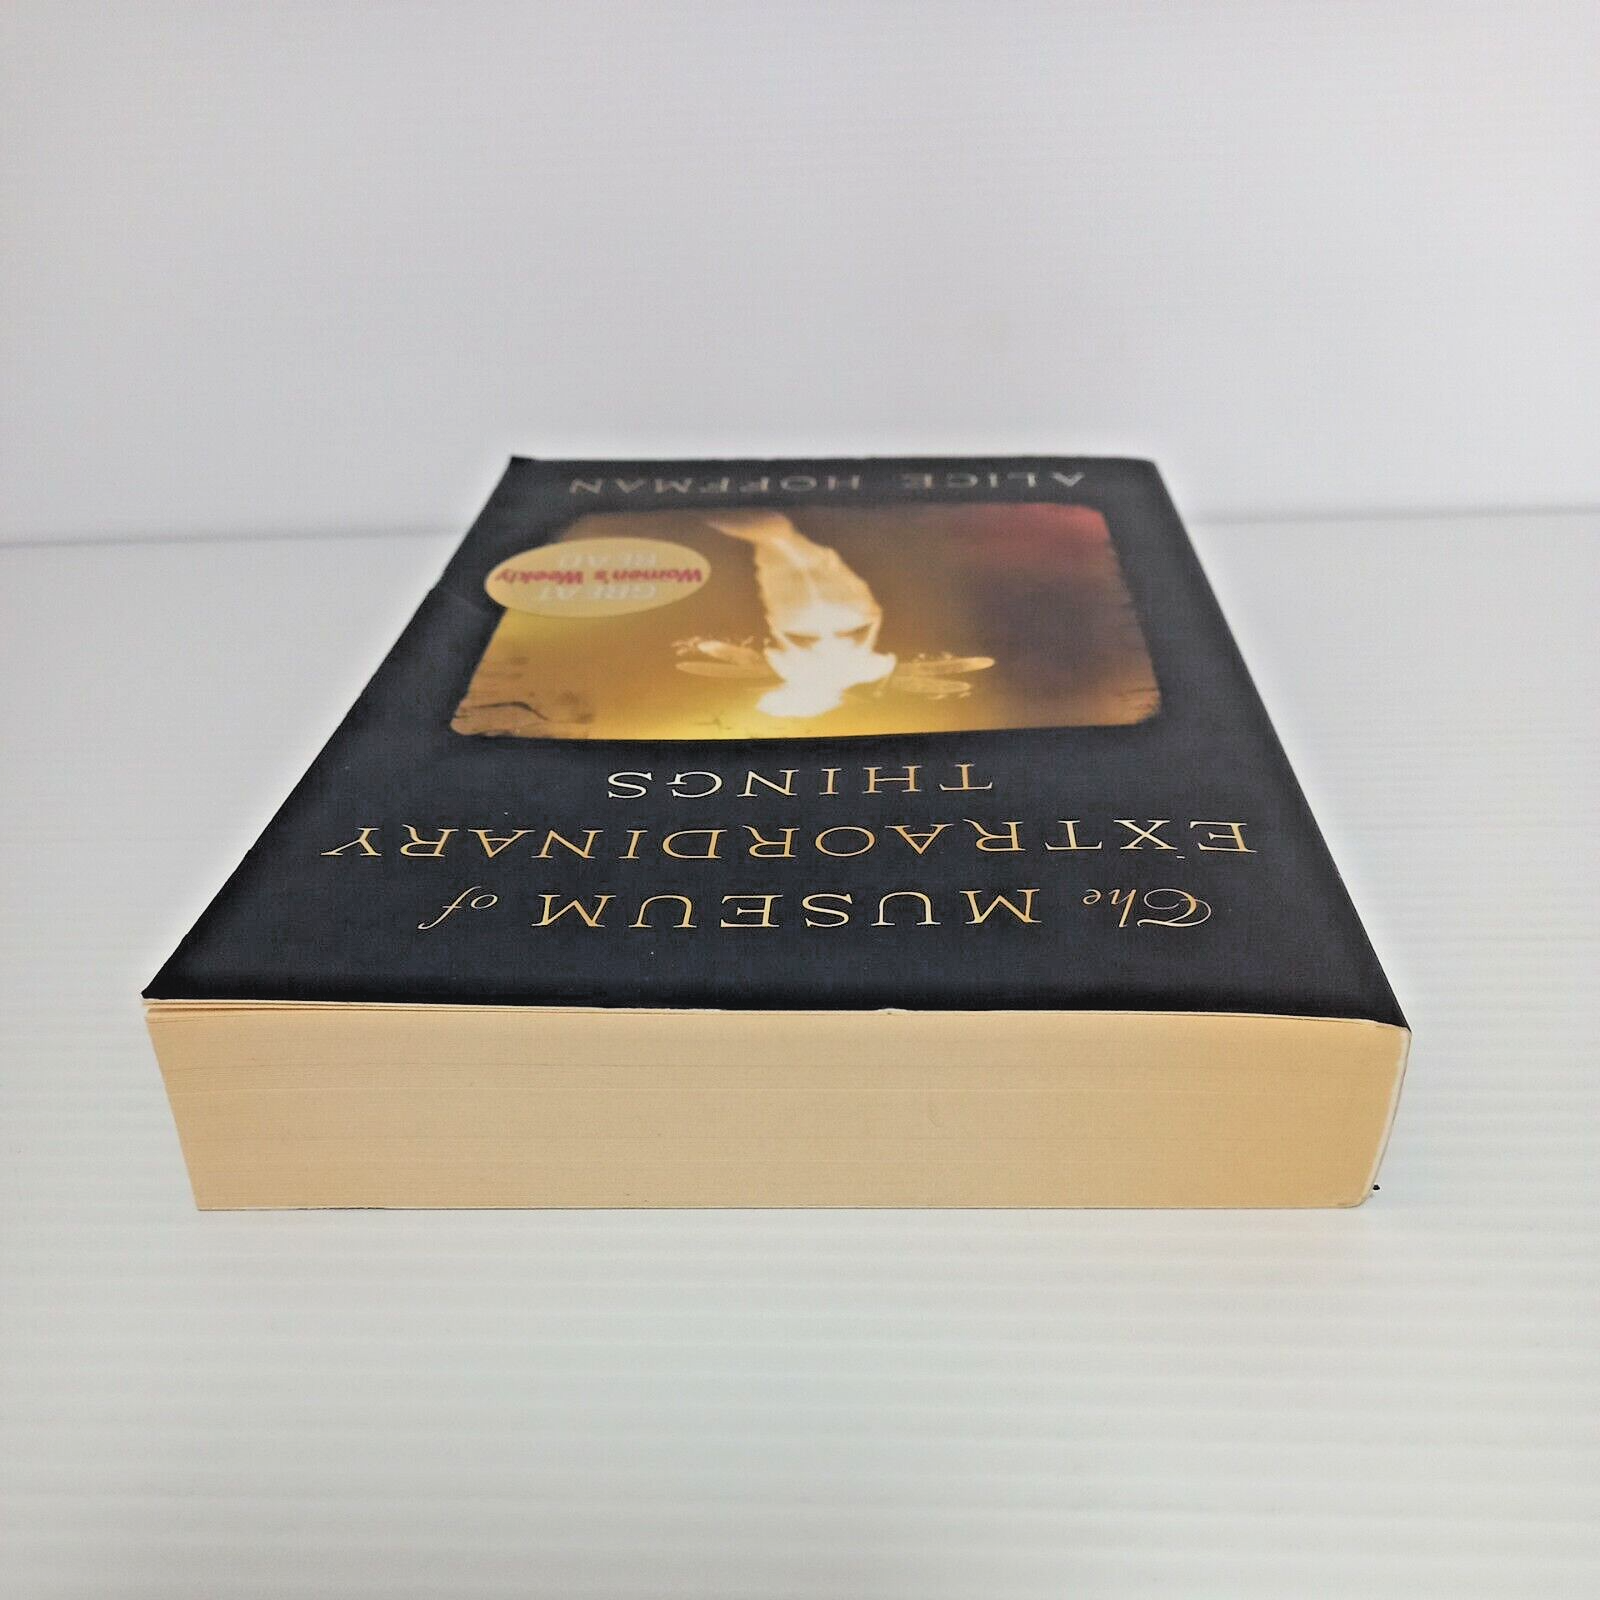 The MUSEUM of
EXTRAORDINARY
THINGS
GREAT
Women's Weekly
READ
ALICE HOFFMAN